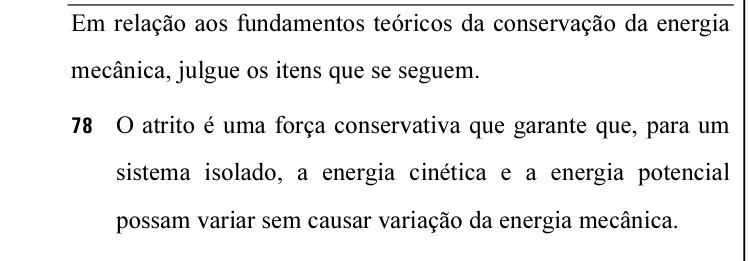 Em relação aos fundamentos teóricos da conservação da energia
mecânica, julgue os itens que se seguem.
78 O atrito é uma força conservativa que garante que, para um
sistema isolado, a energia cinética e a energia potencial
possam variar sem causar variação da energia mecânica.